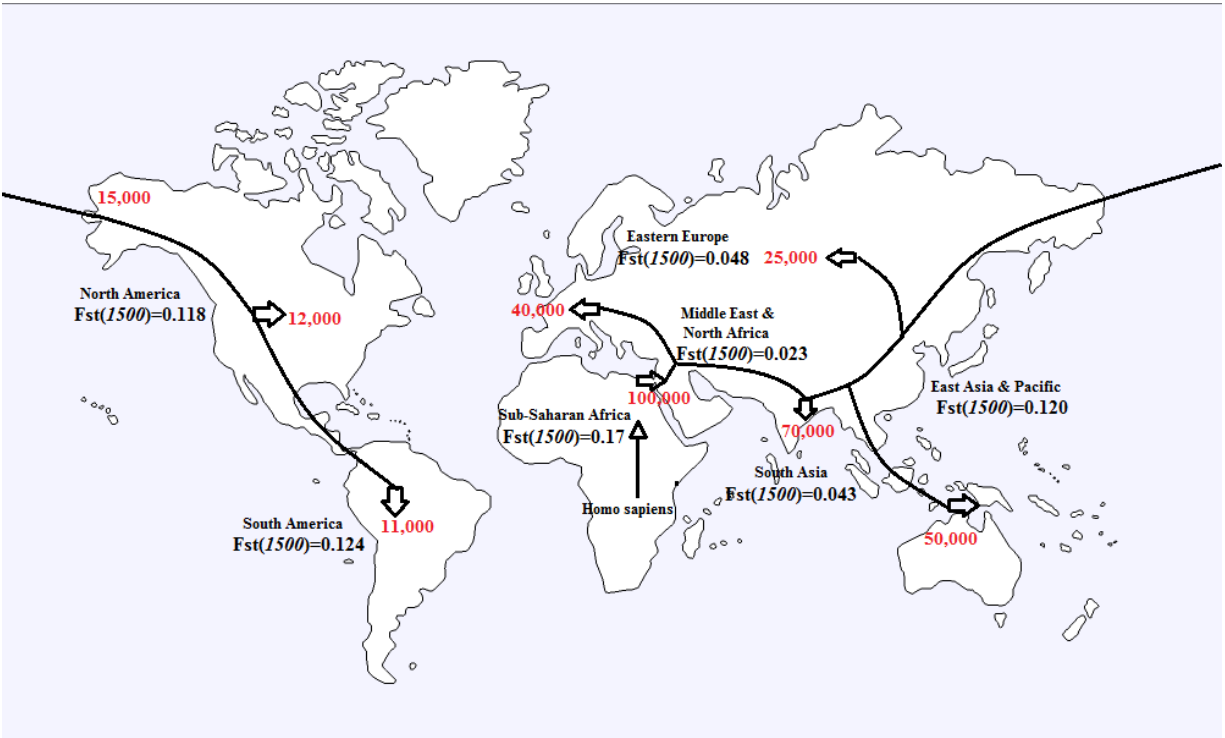 15,000
North America
Fst(1500)=0.118
12,000
South America
Fst(1500)=0.124
11,000
Eastern Europe
Fst(1500)=0.048
25,000
40,000
Middle East &
North Africa
Fst(1500)=0.023
100,000
Sub-Saharan Africa
Fst(1500)=0.17
Homo sapiens
70,000
South Asia
Fst(1500)=0.043
East Asia & Pacific
Fst(1500)=0.120
50,000